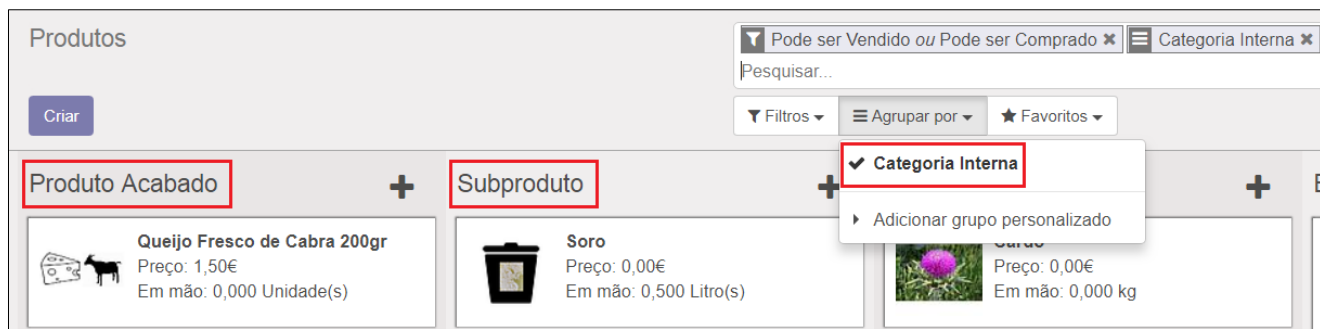 Produtos
Pode ser Vendido ou Pode ser Comprado ✖ Categoria Interna ✖
Pesquisar...
Criar
Filtros Agrupar por Favoritos
Categoria Interna
Adicionar grupo personalizado
Produto Acabado +
Subproduto +
+
Queijo Fresco de Cabra 200gr
Preço: 1,50€
Em mão: 0,000 Unidade(s)
Soro
Preço: 0,00€
Em mão: 0,500 Litro(s)
Preço: 0,00€
Em mão: 0,000 kg